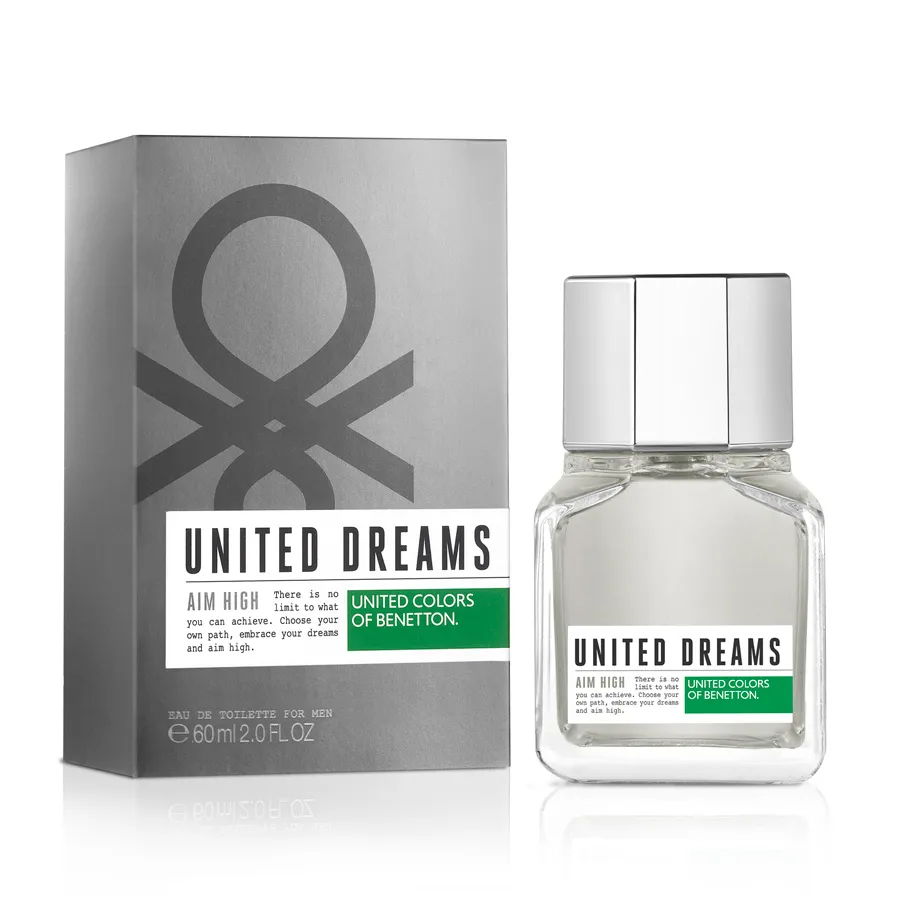 UNITED DREAMS
AIM HIGH There is no
limit to what
you can achieve. Choose your
own path, embrace your dreams
and aim high.
UNITED COLORS
OF BENETTON.
EAU DE TOILETTE FOR MEN
℮60ml 2.0 FL OZ
UNITED DREAMS
AIM HIGH There is no
limit to what
you can achieve. Choose your
own path, embrace your dreams
and aim high.
UNITED COLORS
OF BENETTON.